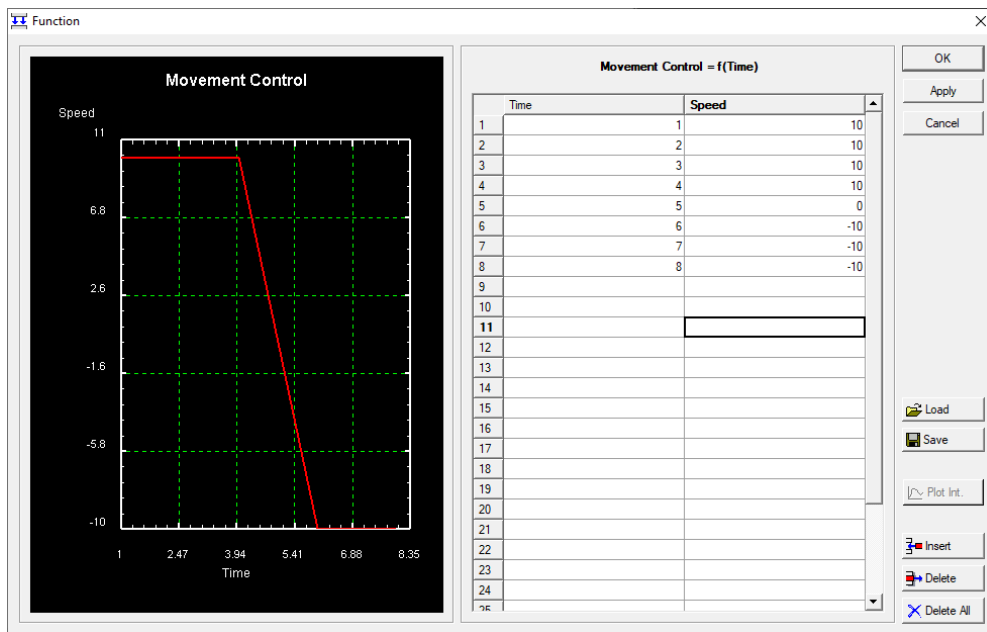 Function
Movement Control
Speed
11
6.8
2.6
-1.6
-5.8
-10
1 2.47 3.94 5.41 6.88 8.35
Time
Movement Control = f(Time)
Time Speed
1 1 10
2 2 10
3 3 10
4 4 10
5 5 0
6 6 -10
7 7 -10
8 8 -10
9
10
11
12
13
14
15
16
17
18
19
20
21
22
23
24
25
OK
Apply
Cancel
Load
Save
Plot Int.
Insert
Delete
Delete All